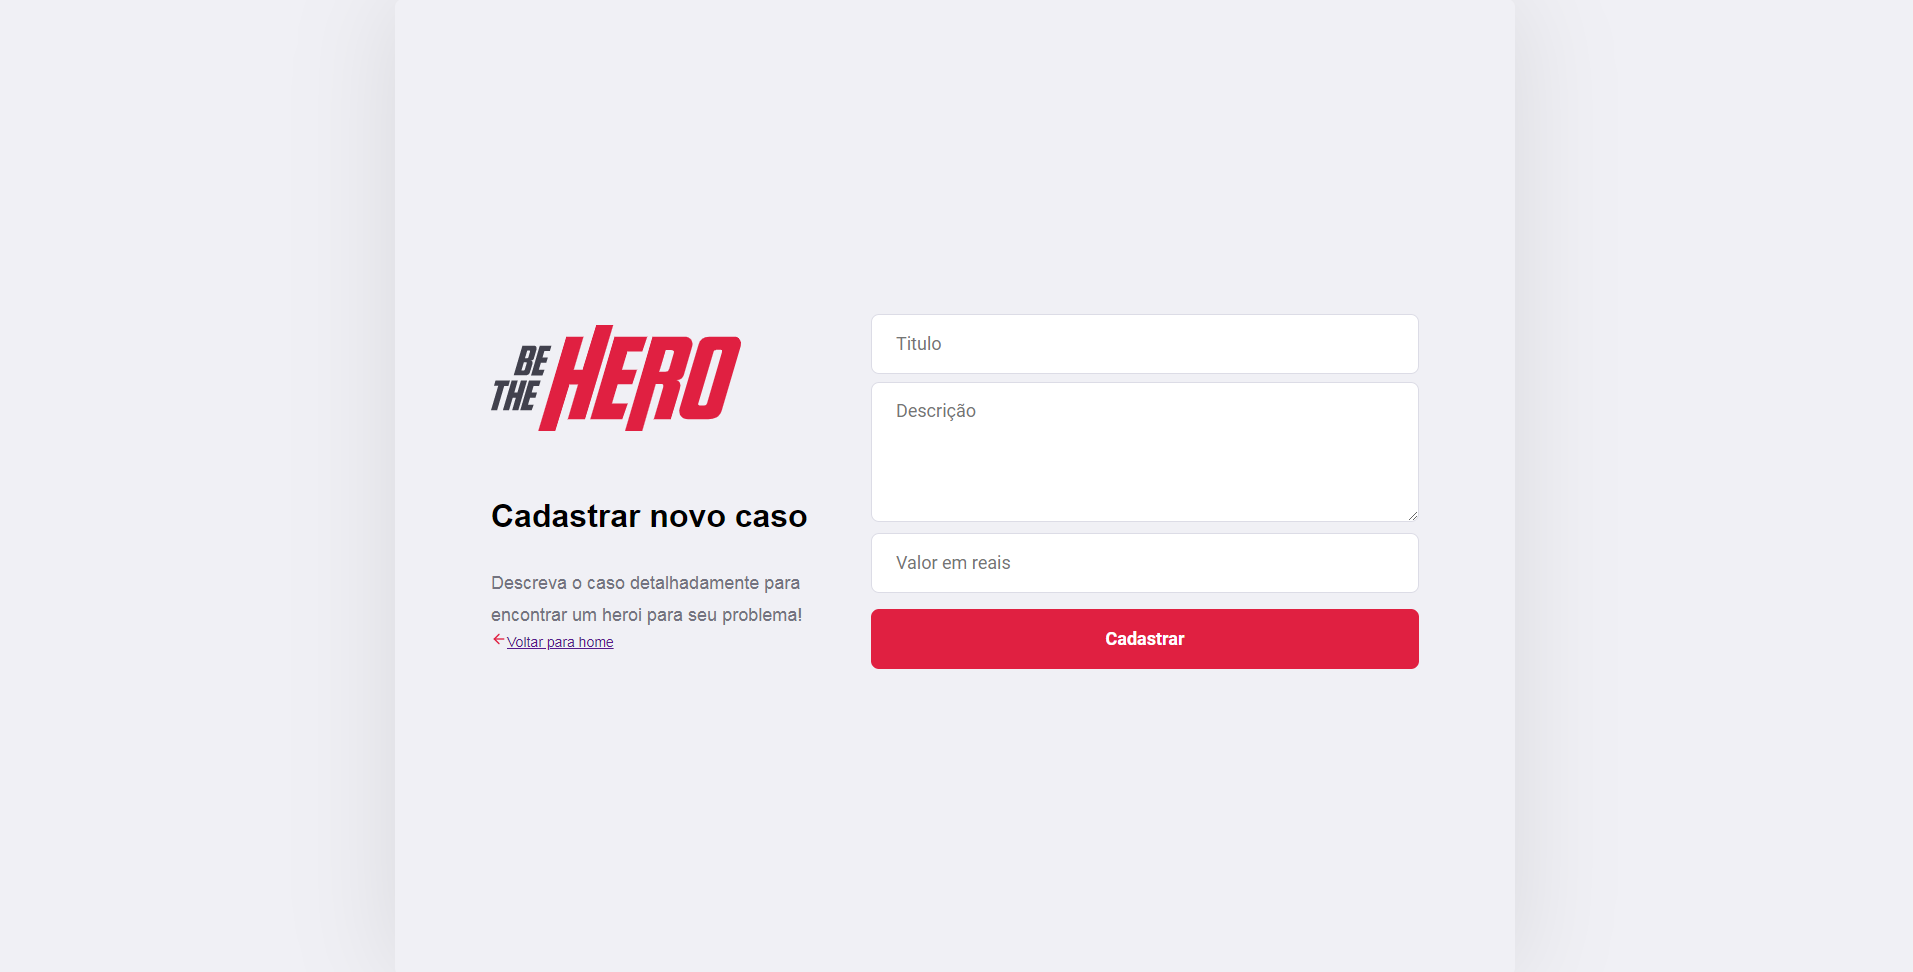 BE
THE
HERO
Cadastrar novo caso
Descreva o caso detalhadamente para
encontrar um heroi para seu problema!
Voltar para home
Titulo
Descrição
Valor em reais
Cadastrar